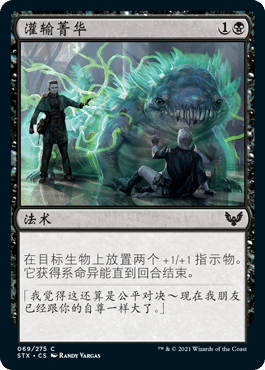 灌输菁华 1
法术
在目标生物上放置两个+1/+1指示物。
它获得系命异能直到回合结束。
「我觉得这还算是公平对决～现在我朋友
已经跟你的自尊一样大了。」
069/275 C
STX • CS RANDY VARGAS
™ & © 2021 Wizards of the Coast